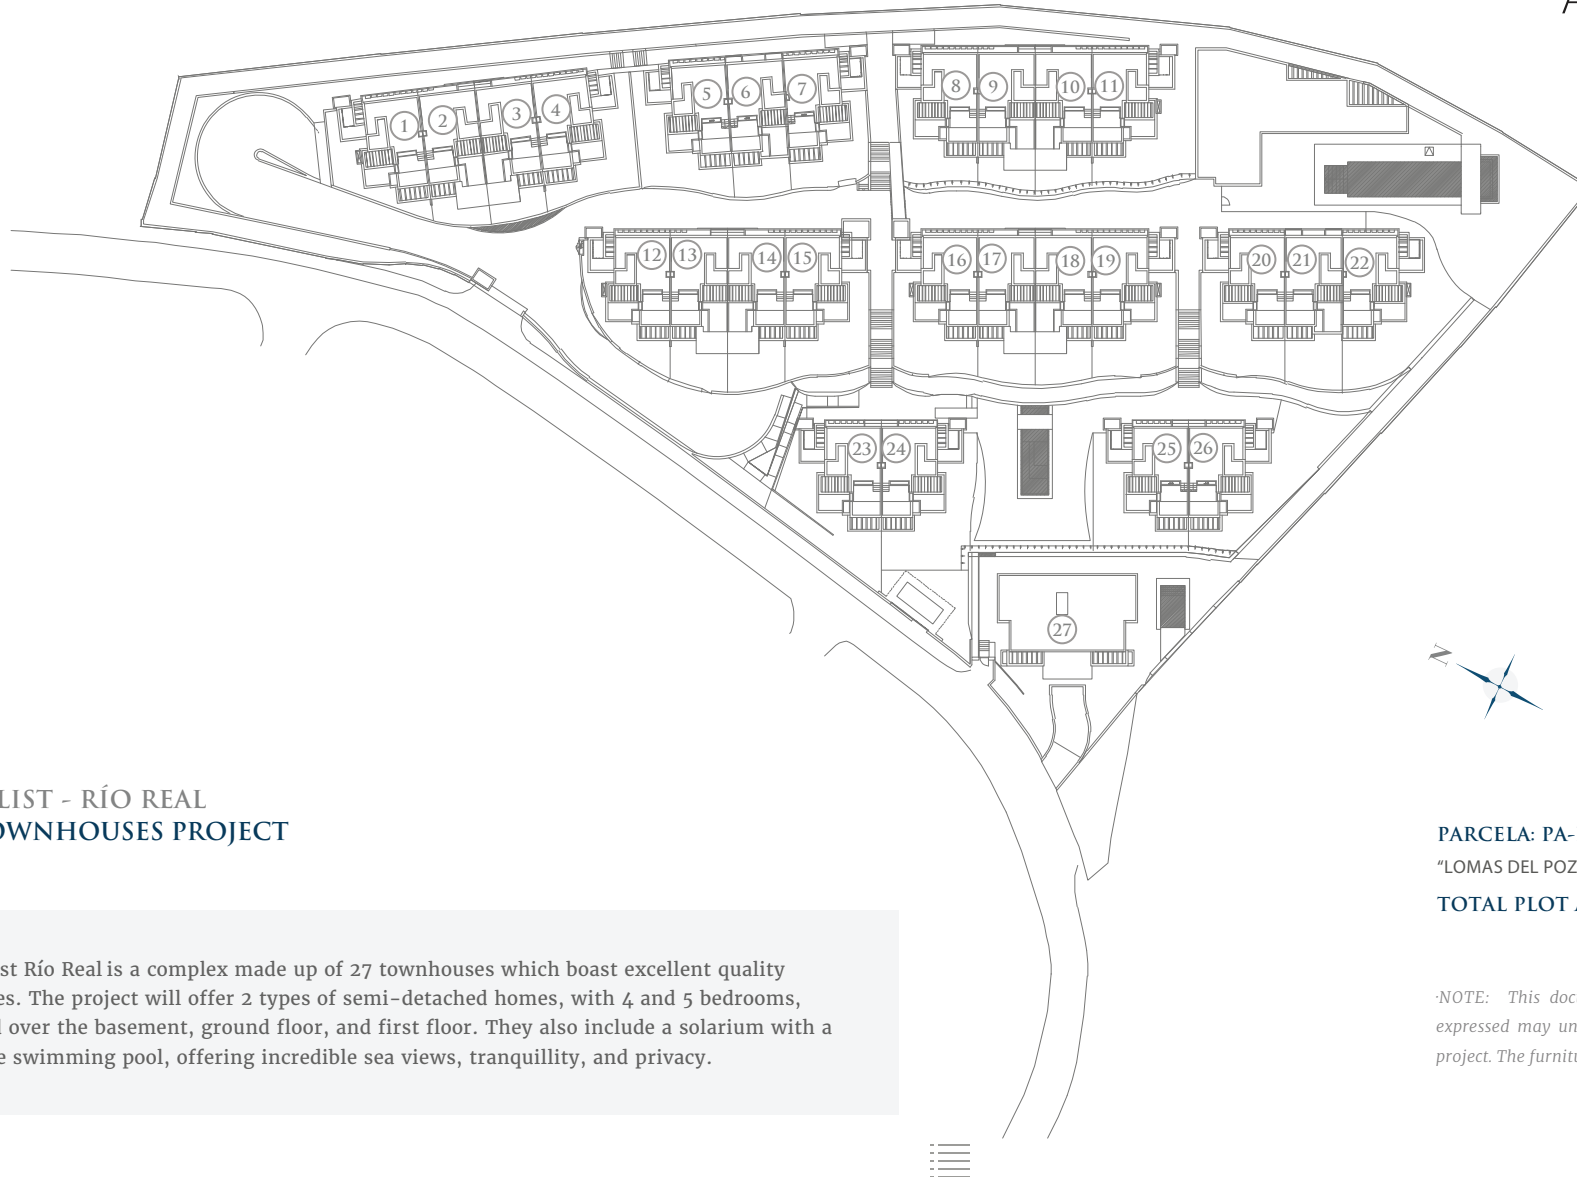 5 6 7
8 9 10 11
1 2 3 4
12 13 14 15 16 17 18 19 20 21 22
23 24 25 26
27
N
LIST - RÍO REAL
OWNHOUSES PROJECT
PARCELA: PA-
"LOMAS DEL POZ
TOTAL PLOT
st Río Real is a complex made up of 27 townhouses which boast excellent quality
es. The project will offer 2 types of semi-detached homes, with 4 and 5 bedrooms,
over the basement, ground floor, and first floor. They also include a solarium with a
e swimming pool, offering incredible sea views, tranquillity, and privacy.
·NOTE: This doc
expressed may un
project. The furnit